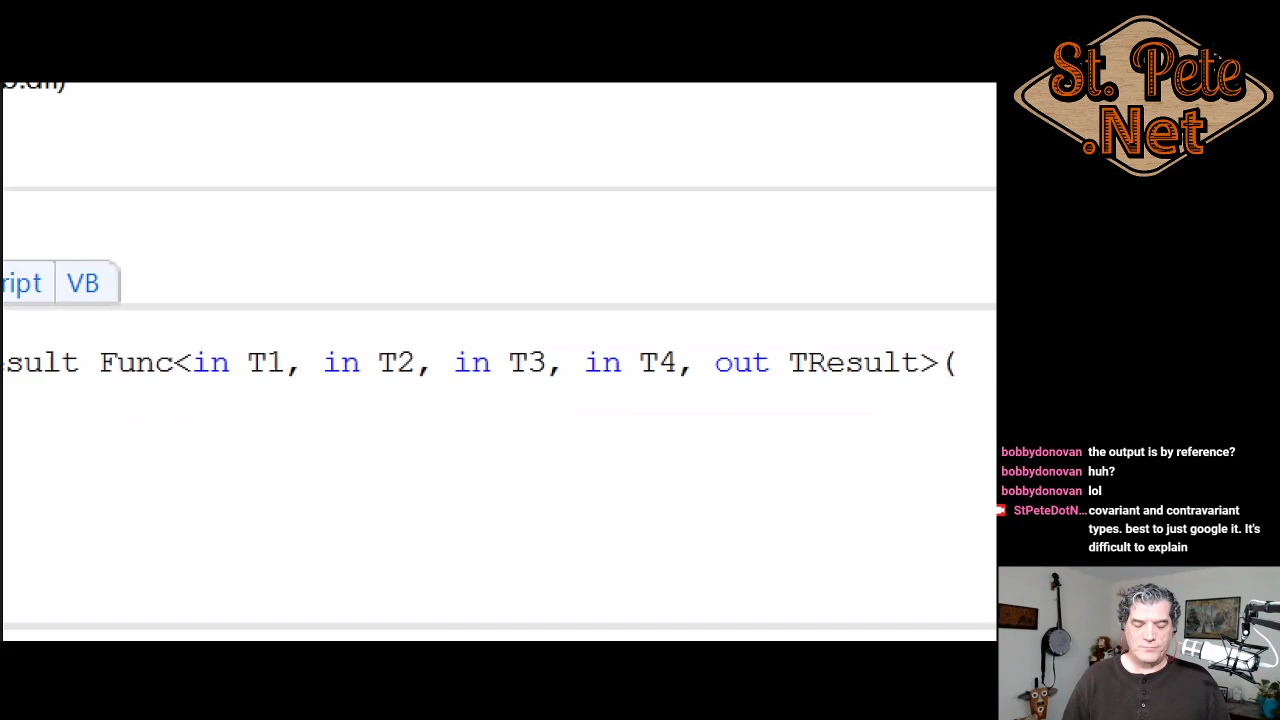 St. Pete
.Net
VB
Func<in T1, in T2, in T3, in T4, out TResult>(
bobbydonovan the output is by reference?
bobbydonovan huh?
bobbydonovan lol
StPeteDotN... covariant and contravariant
types. best to just google it. It's
difficult to explain